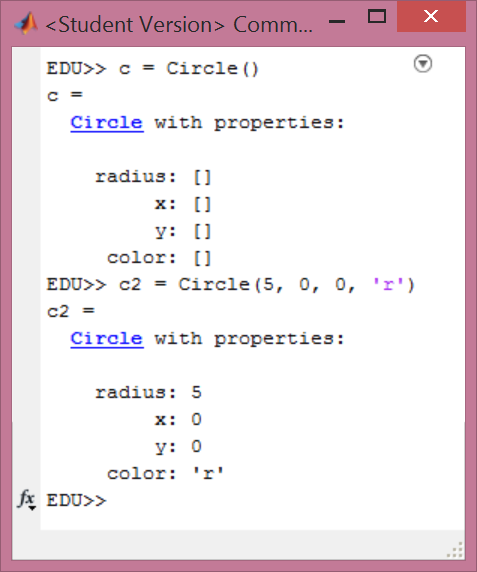 <Student Version> Comm...
EDU>> c = Circle()
c =
Circle with properties:
radius: []
x: []
y: []
color: []
EDU>> c2 = Circle(5, 0, 0, 'r')
c2 =
Circle with properties:
radius: 5
x: 0
y: 0
color: 'r'
fx EDU>>